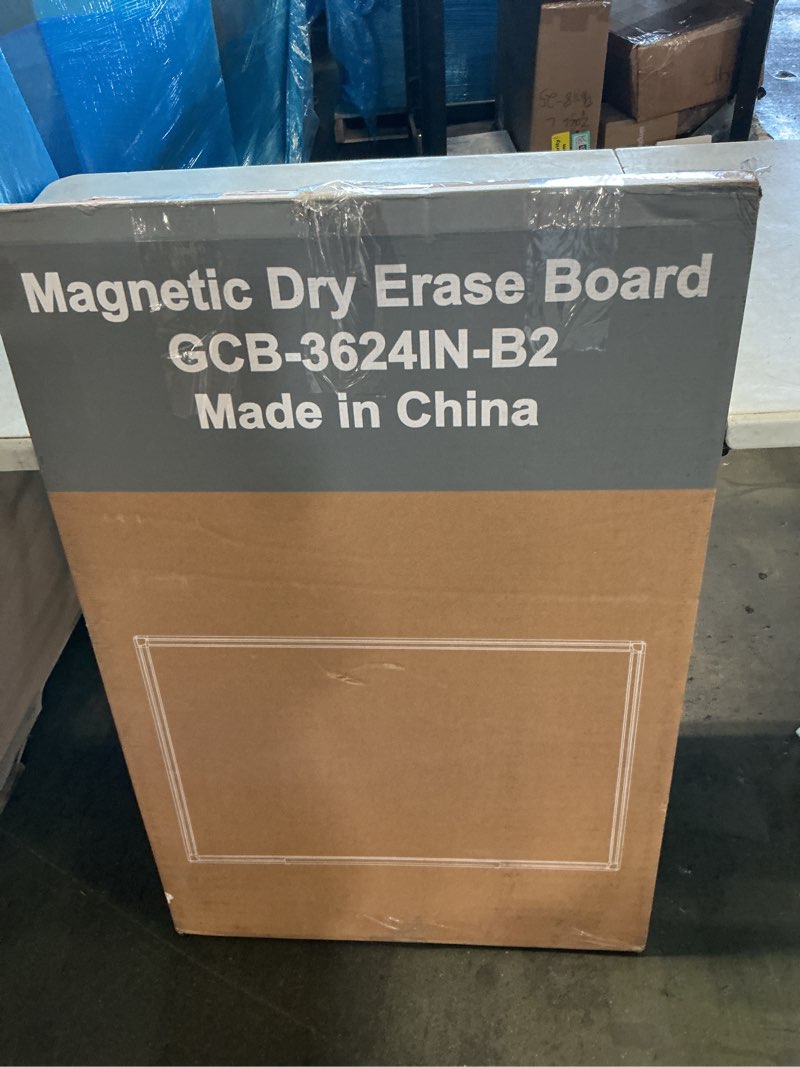 Magnetic Dry Erase Board
GCB-3624IN-B2
Made in China